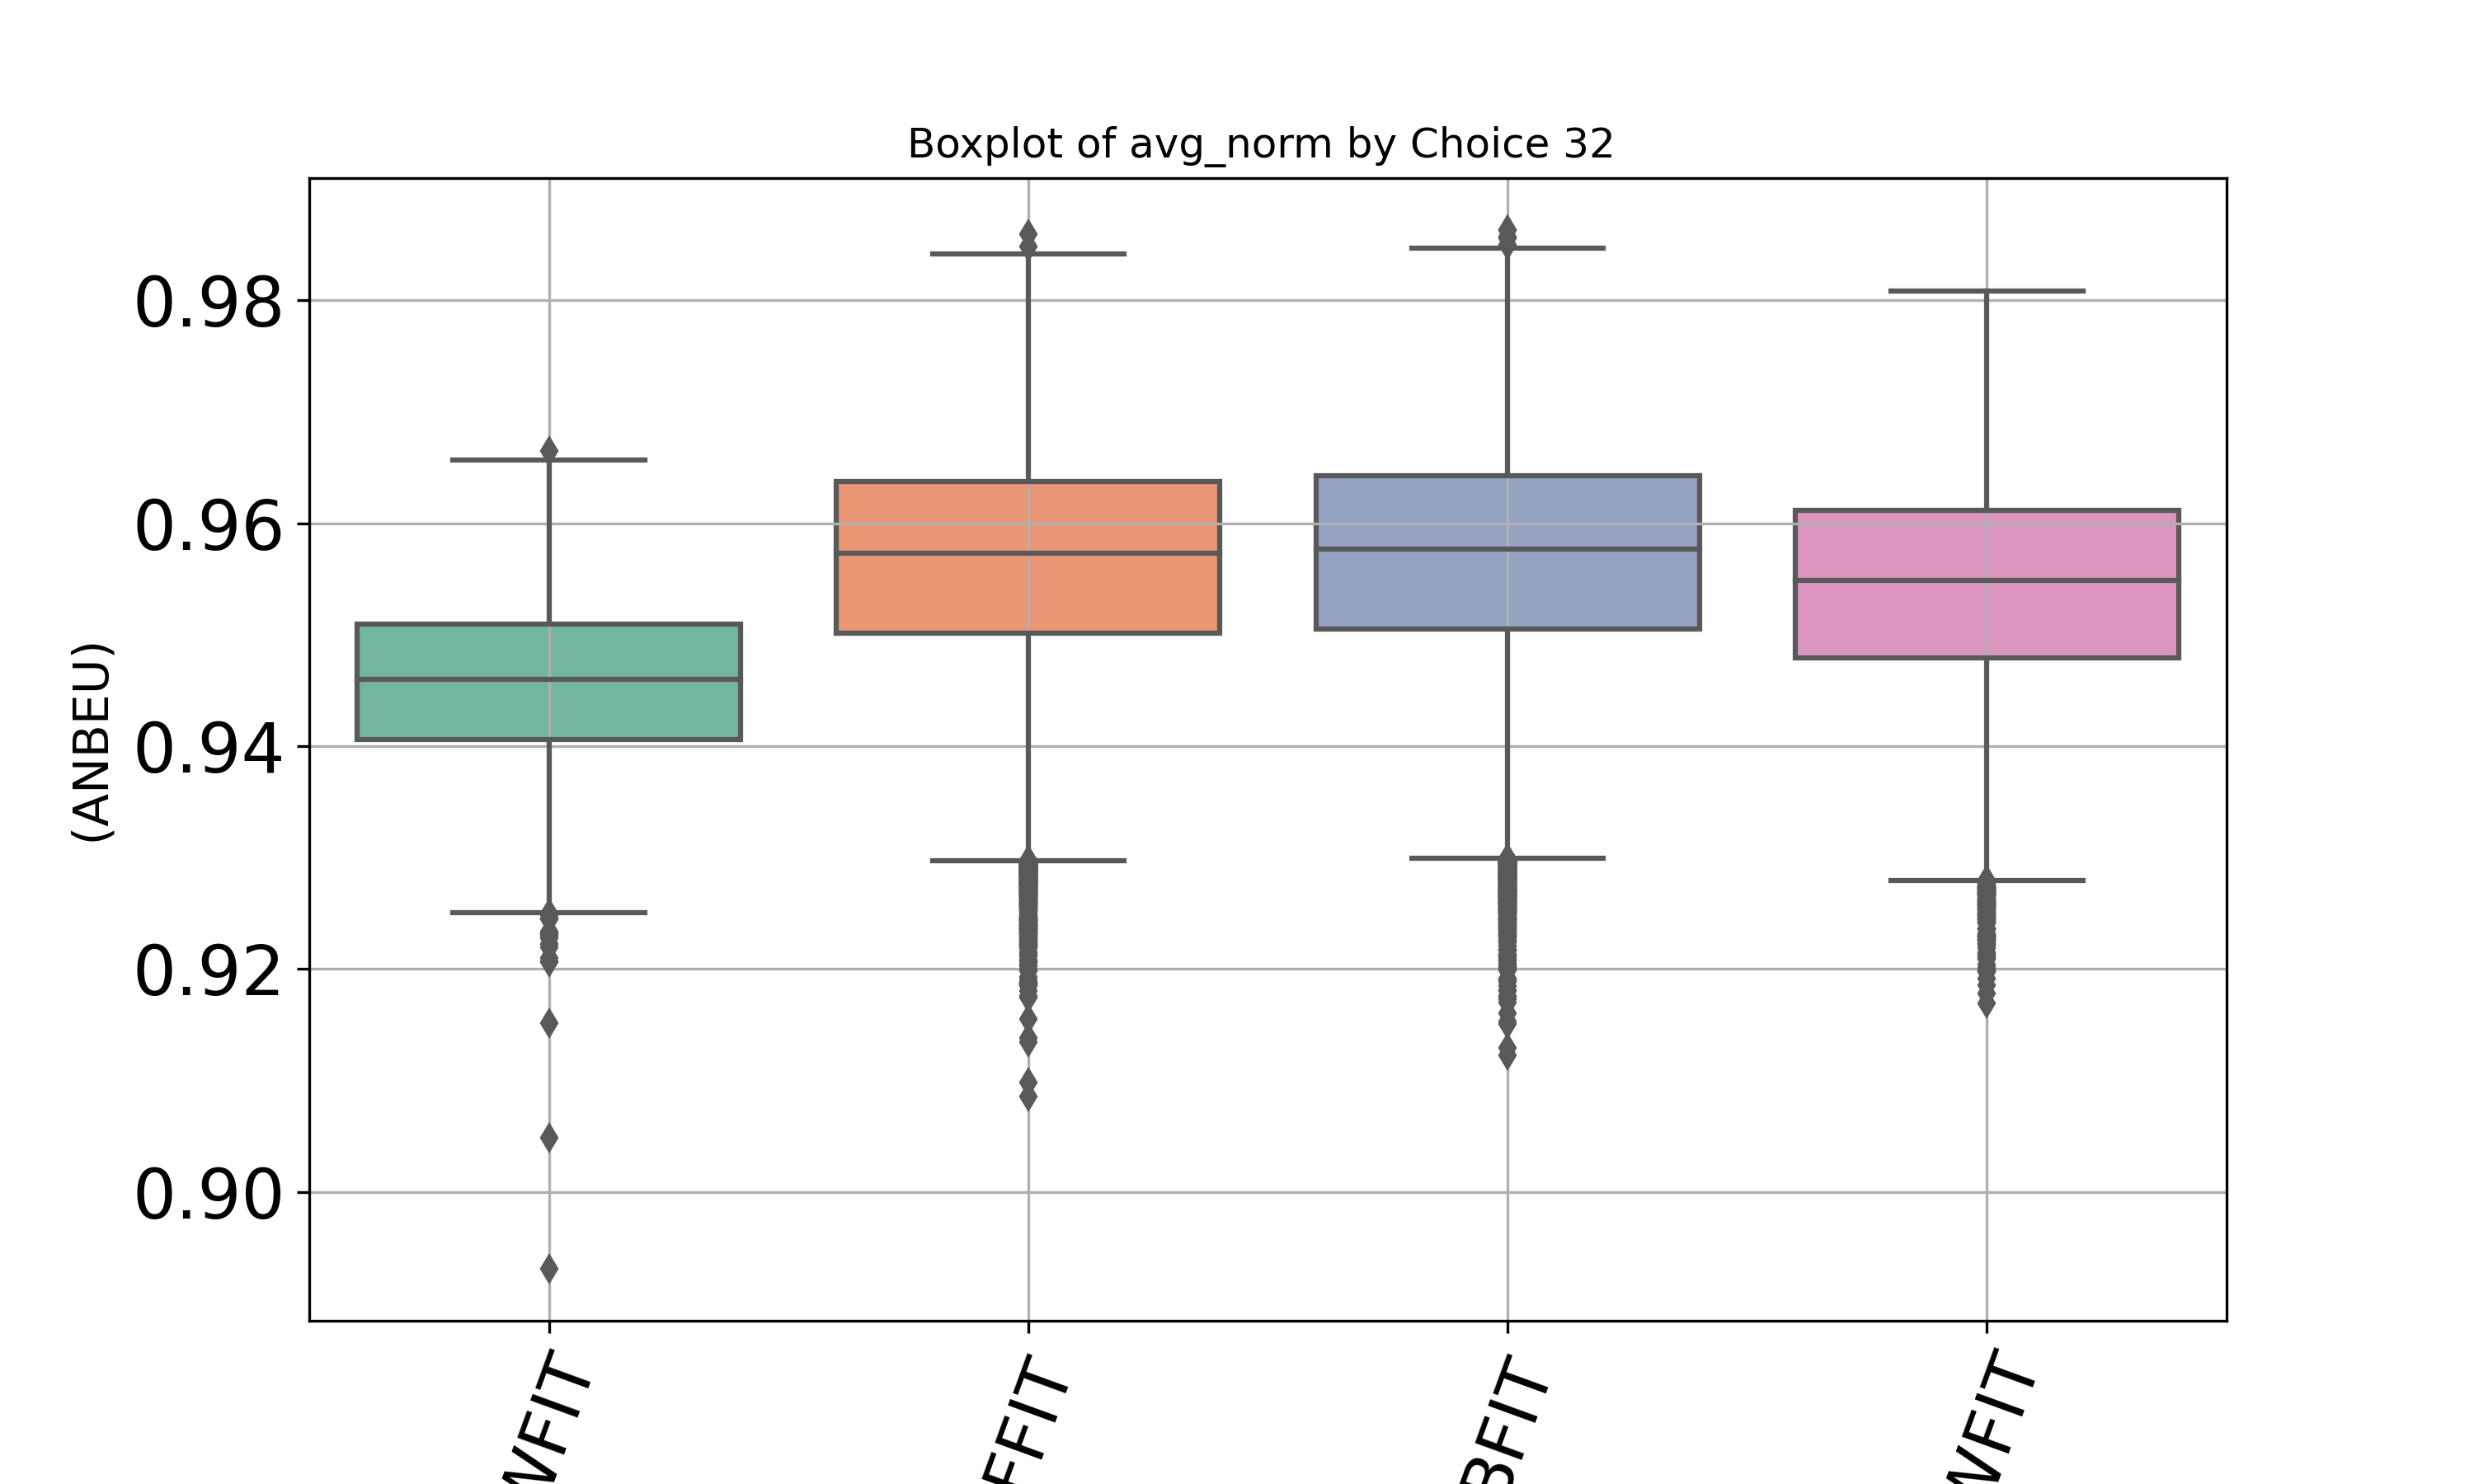 Boxplot of avg_norm by Choice 32
(ANBEU)
0.98
0.96
0.94
0.92
0.90
WFIT
FFIT
BFIT
WFIT